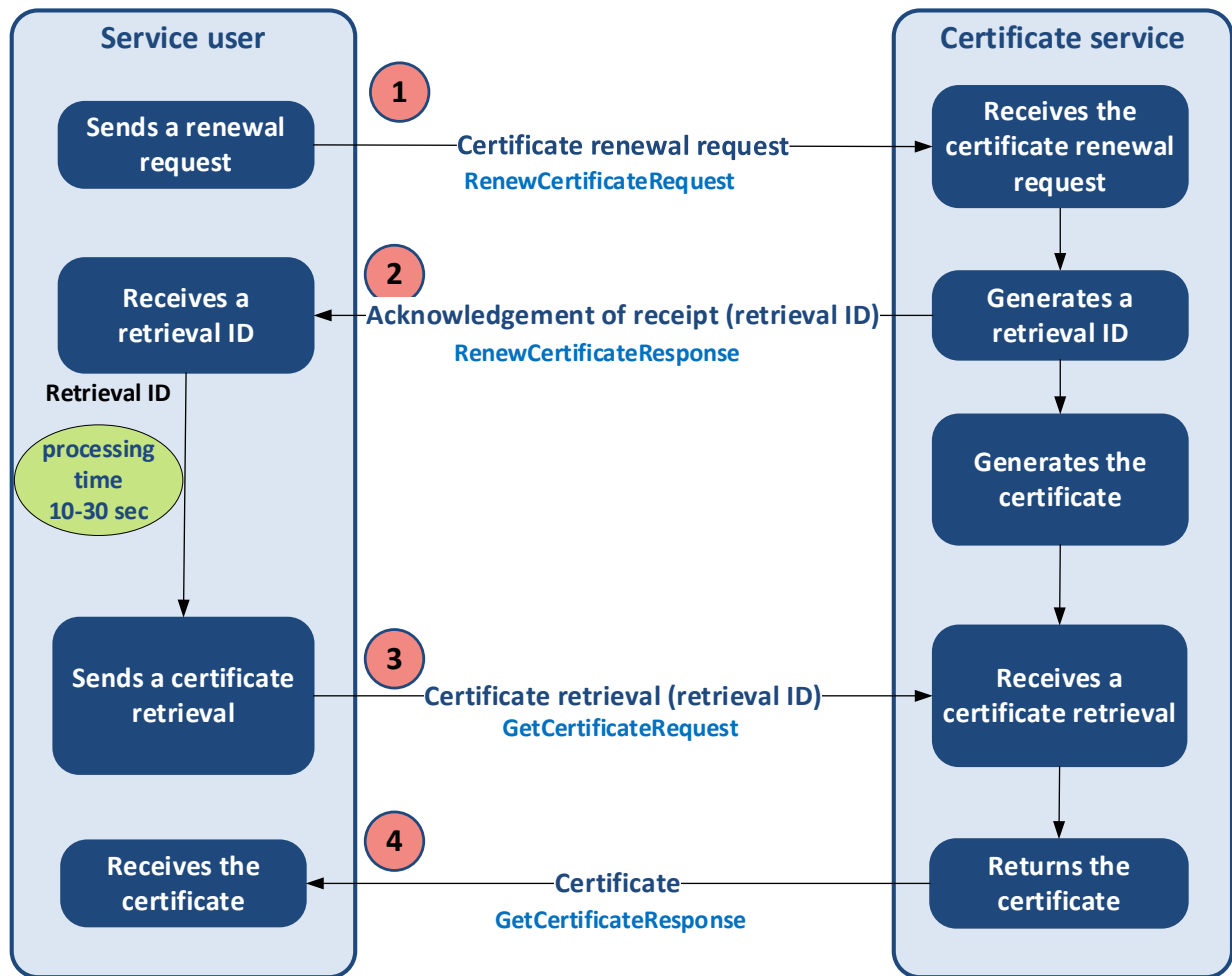 Service user
Certificate service
1
Sends a renewal
request
Certificate renewal request
RenewCertificateRequest
Receives the
certificate renewal
request
2
Receives a
retrieval ID
Acknowledgement of receipt (retrieval ID)
RenewCertificateResponse
Generates a
retrieval ID
Retrieval ID
processing
time
10-30 sec
Generates the
certificate
3
Sends a certificate
retrieval
Certificate retrieval (retrieval ID)
GetCertificateRequest
Receives a
certificate retrieval
4
Receives the
certificate
Certificate
GetCertificateResponse
Returns the
certificate